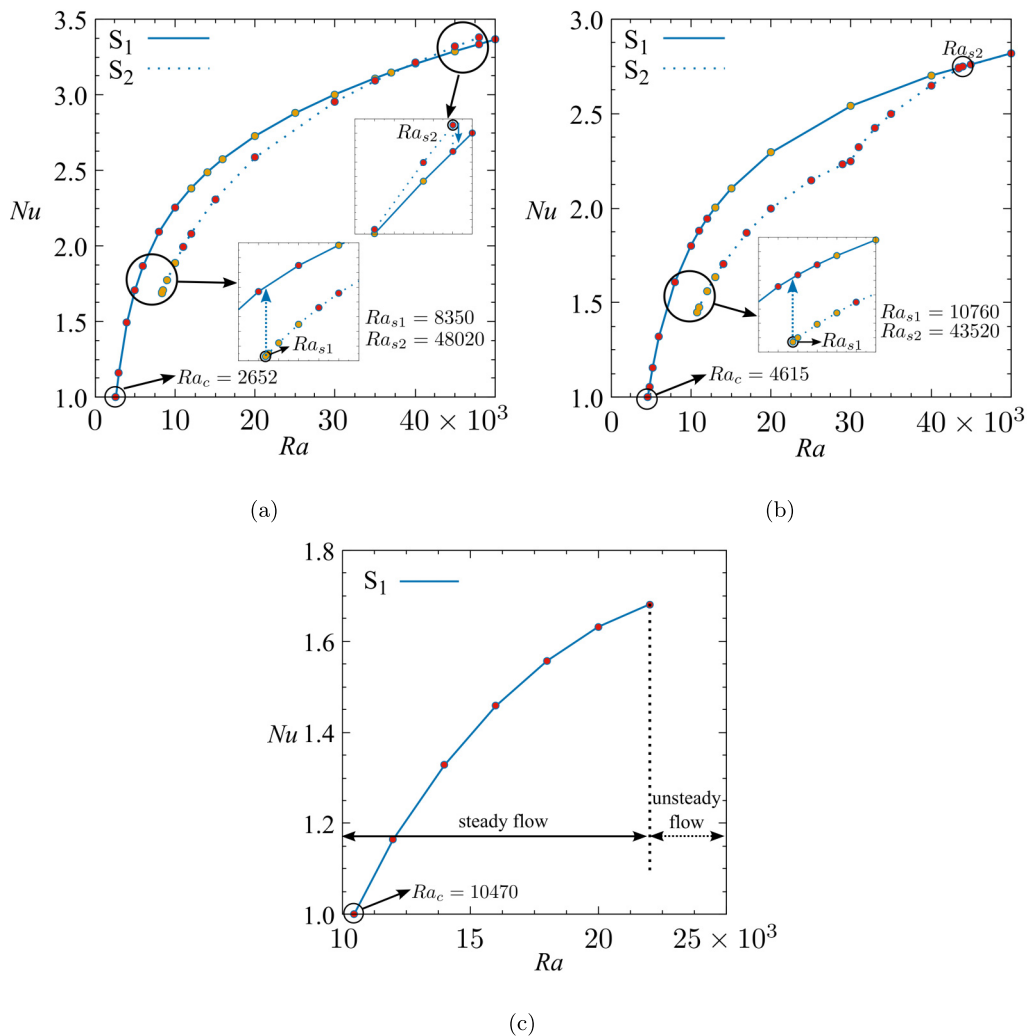 3.5
3.0
2.5
2.0
1.5
1.0
Nu
S1
S2
Ra_s2
Ra_s1
Ra_s1 = 8350
Ra_s2 = 48020
Ra_c = 2652
0 10 20 30 40 × 10^3
Ra
(a)
3.0
2.5
2.0
1.5
1.0
Nu
S1
S2
Ra_s2
Ra_s1
Ra_s1 = 10760
Ra_s2 = 43520
Ra_c = 4615
0 10 20 30 40 × 10^3
Ra
(b)
1.8
1.6
1.4
1.2
1.0
Nu
S1
steady flow
unsteady
flow
Ra_c = 10470
10 15 20 25 × 10^3
Ra
(c)